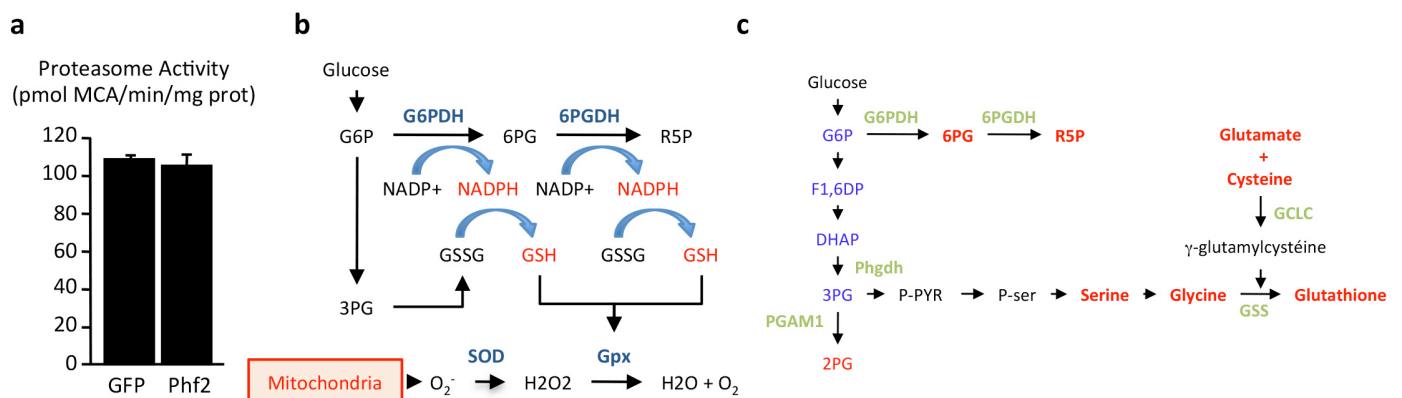 a
Proteasome Activity
(pmol MCA/min/mg prot)
120
100
80
60
40
20
0
GFP Phf2
b
Glucose
G6PDH 6PGDH
G6P 6PG R5P
NADP+ NADPH NADP+ NADPH
GSSG GSH GSSG GSH
3PG
SOD Gpx
Mitochondria O₂⁻ H2O2 H2O + O₂
c
Glucose
G6PDH 6PGDH
G6P 6PG R5P
Glutamate
+
Cysteine
F1,6DP
GCLC
DHAP
γ-glutamylcystéine
Phgdh
3PG P-PYR P-ser Serine Glycine Glutathione
GSS
PGAM1
2PG